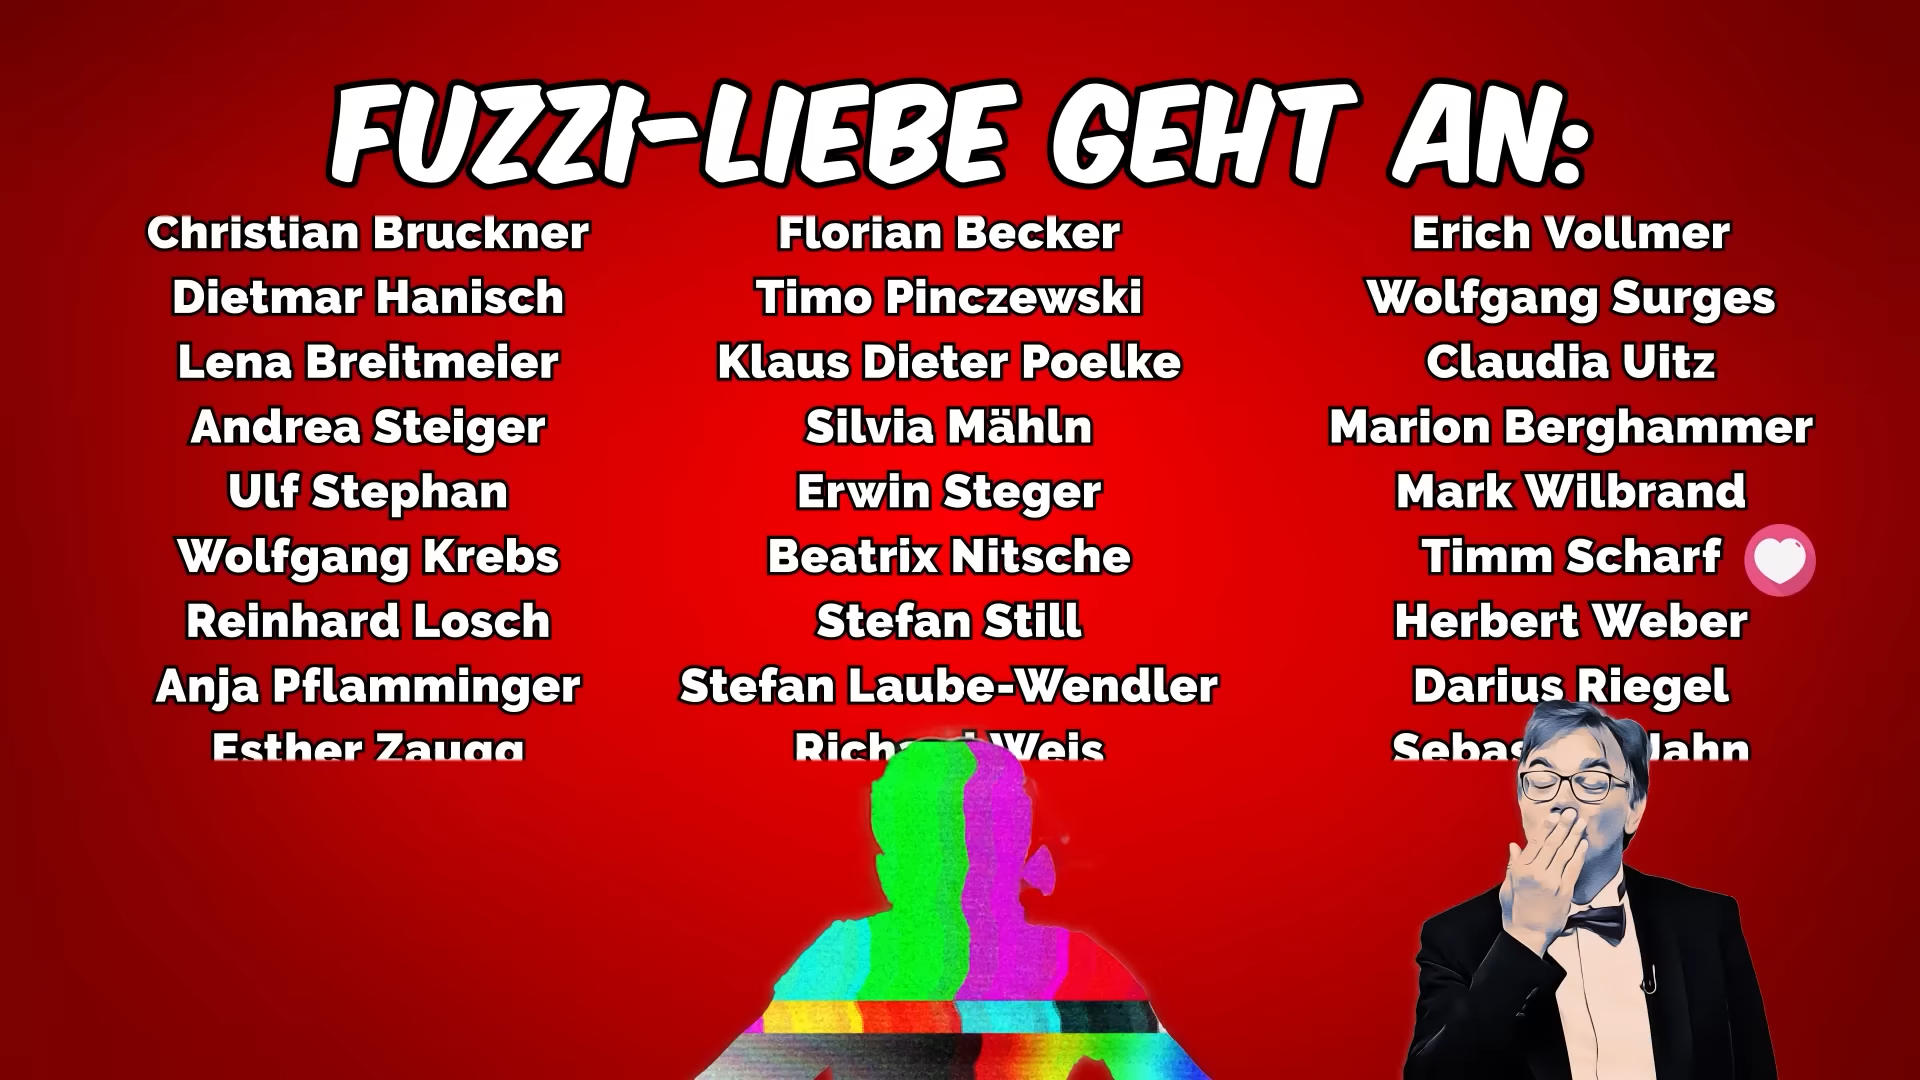 FUZZI-LIEBE GEHT AN:
Christian Bruckner
Dietmar Hanisch
Lena Breitmeier
Andrea Steiger
Ulf Stephan
Wolfgang Krebs
Reinhard Losch
Anja Pflamminger
Esther Zaugg
Florian Becker
Timo Pinczewski
Klaus Dieter Poelke
Silvia Mähln
Erwin Steger
Beatrix Nitsche
Stefan Still
Stefan Laube-Wendler
Weis
Erich Vollmer
Wolfgang Surges
Claudia Uitz
Marion Berghammer
Mark Wilbrand
Timm Scharf
Herbert Weber
Darius Riegel